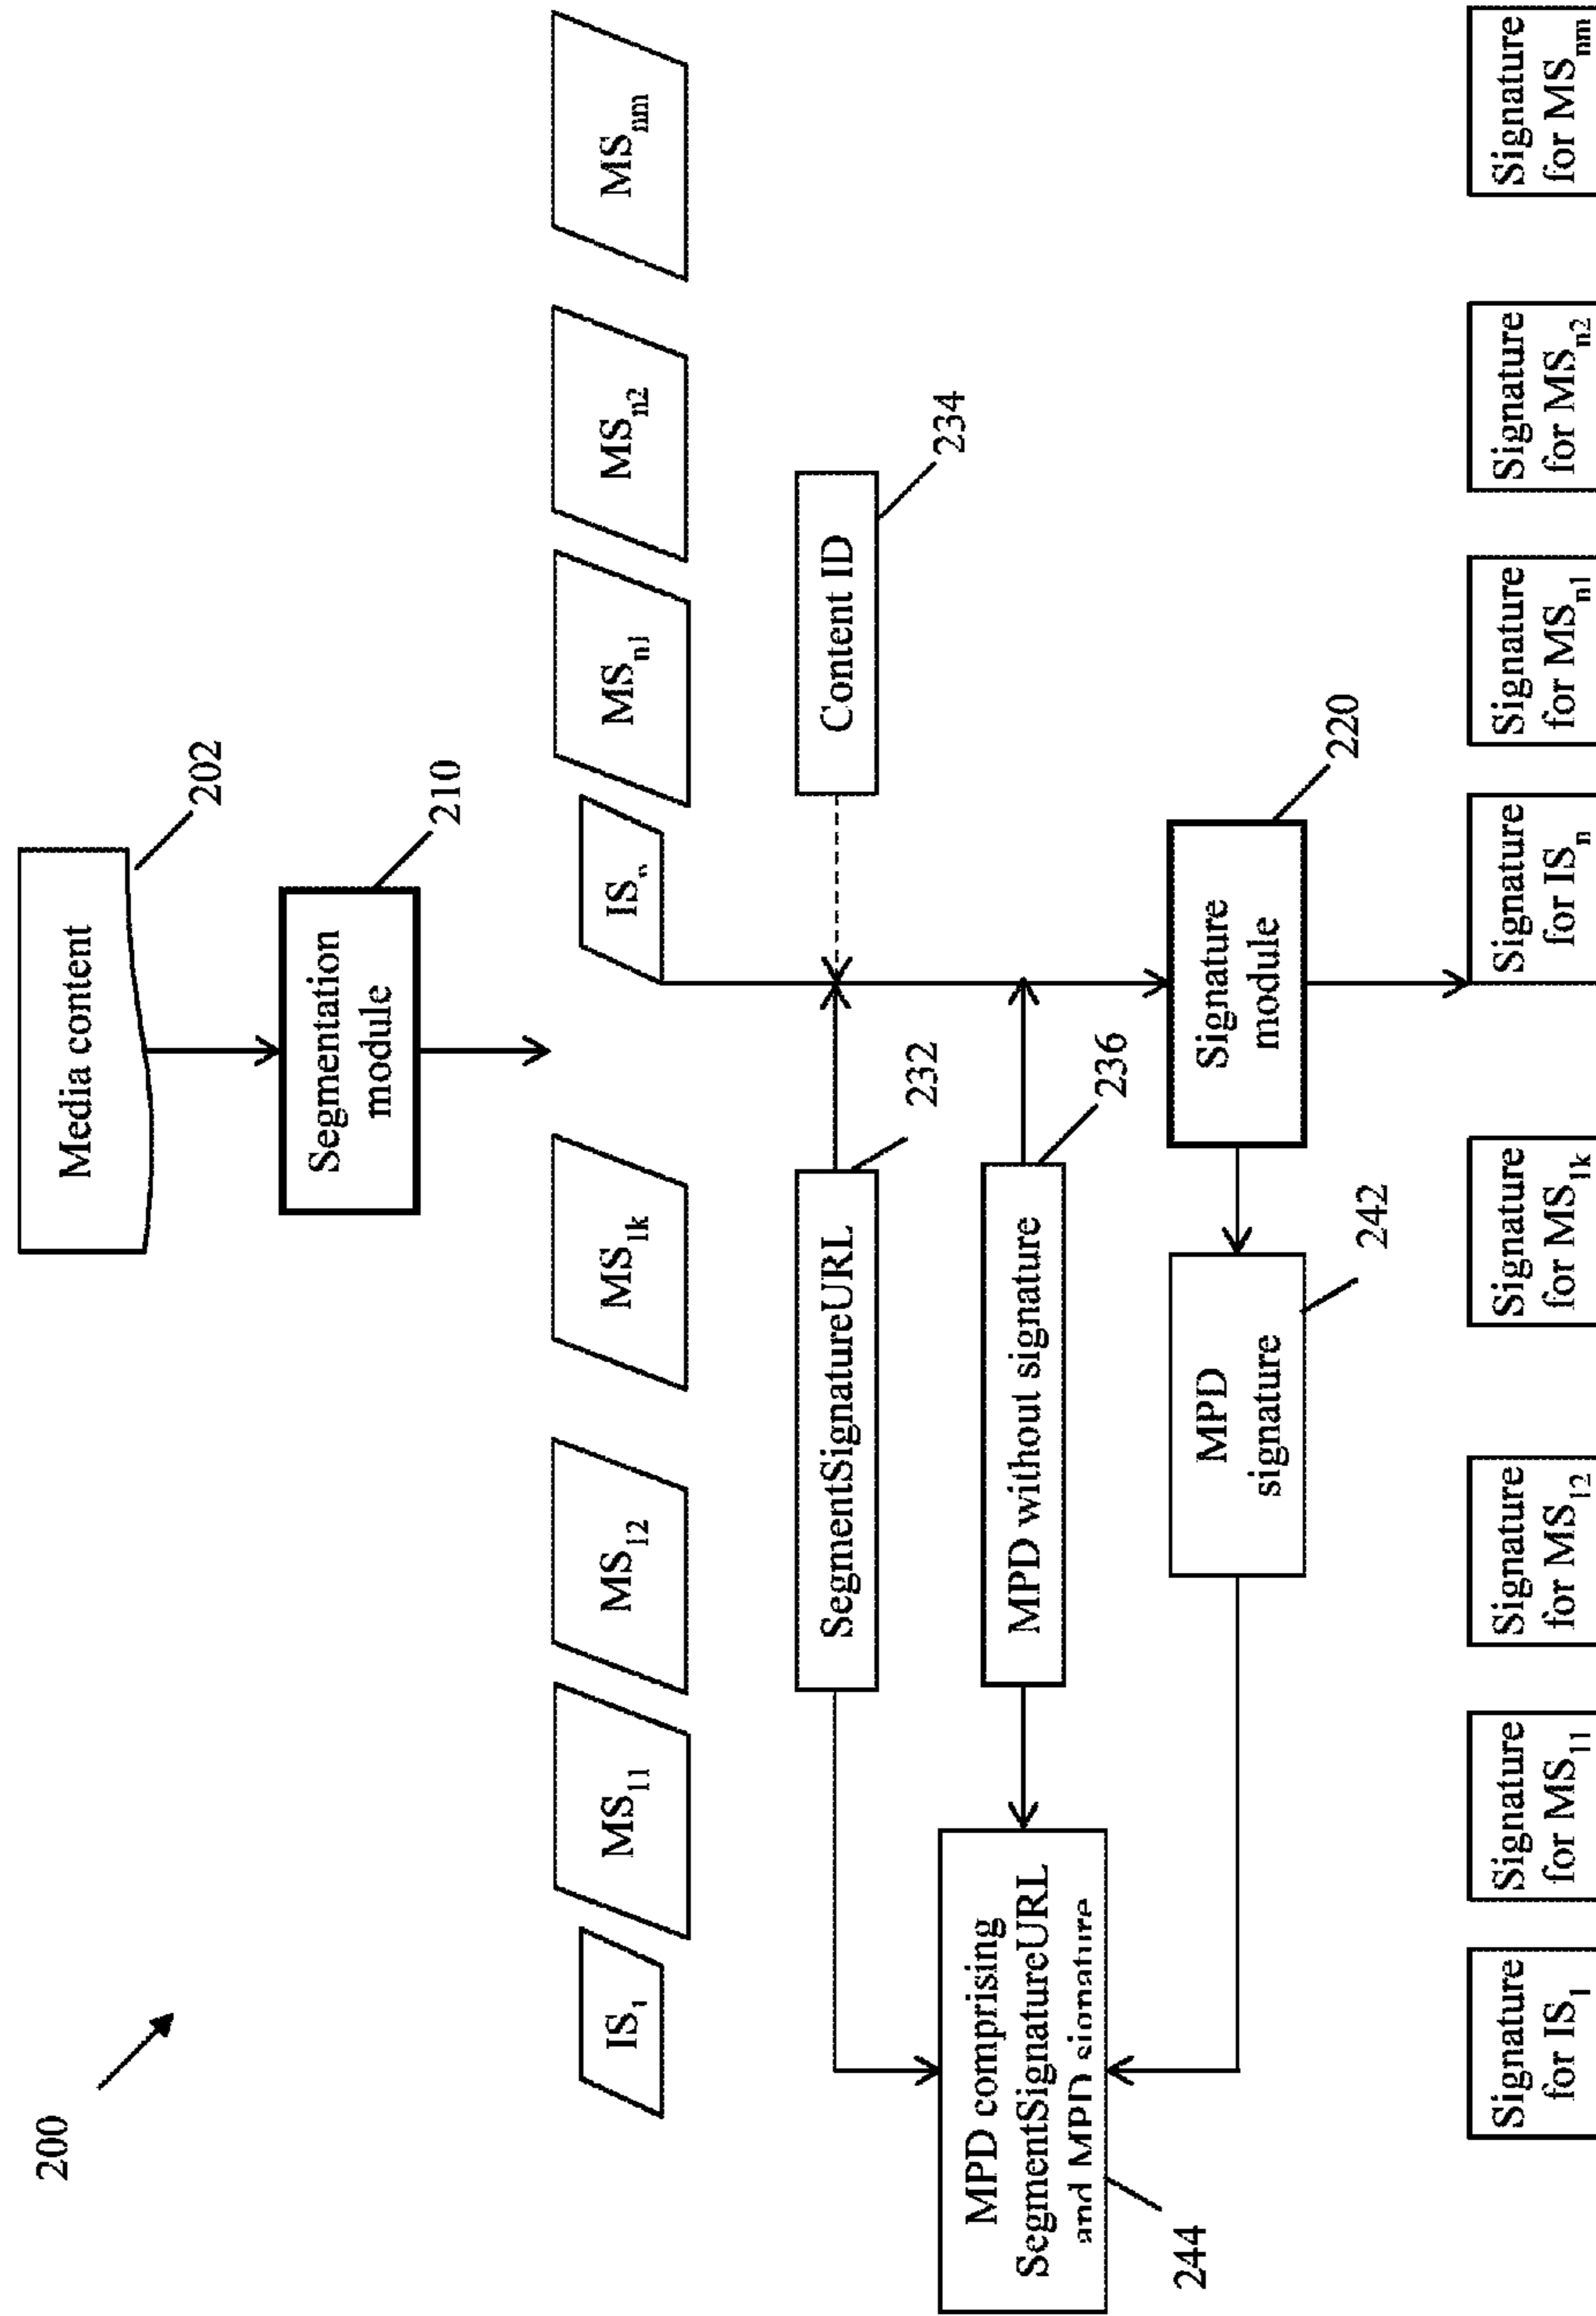 200
Media content
202
Segmentation
module
210
IS1
MS11
MS12
MS1k
ISn
MSn1
MSn2
MSnm
SegmentSignatureURL
232
Content ID
234
MPD without signature
236
MPD comprising
SegmentSignatureURL
and MPD signature
244
MPD
signature
242
Signature
module
220
Signature
for IS1
Signature
for MS11
Signature
for MS12
Signature
for MS1k
Signature
for ISn
Signature
for MSn1
Signature
for MSn2
Signature
for MSnm